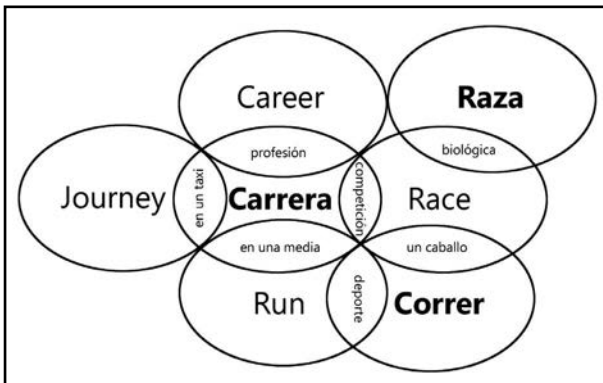 Career
Raza
profesión
biológica
Journey
en un taxi
Carrera
competición
Race
en una media
un caballo
Run
deporte
Correr